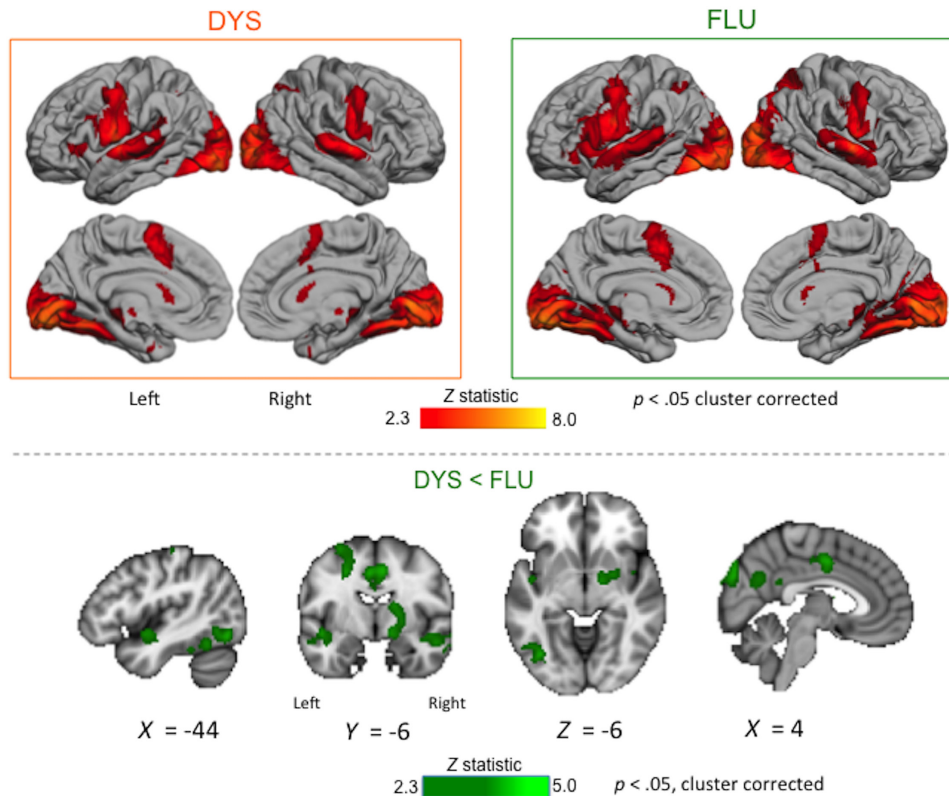 DYS FLU
Left Right Z statistic p < .05 cluster corrected
2.3 8.0
DYS < FLU
Left Right
X = -44 Y = -6 Z = -6 X = 4
Z statistic
2.3 5.0 p < .05, cluster corrected